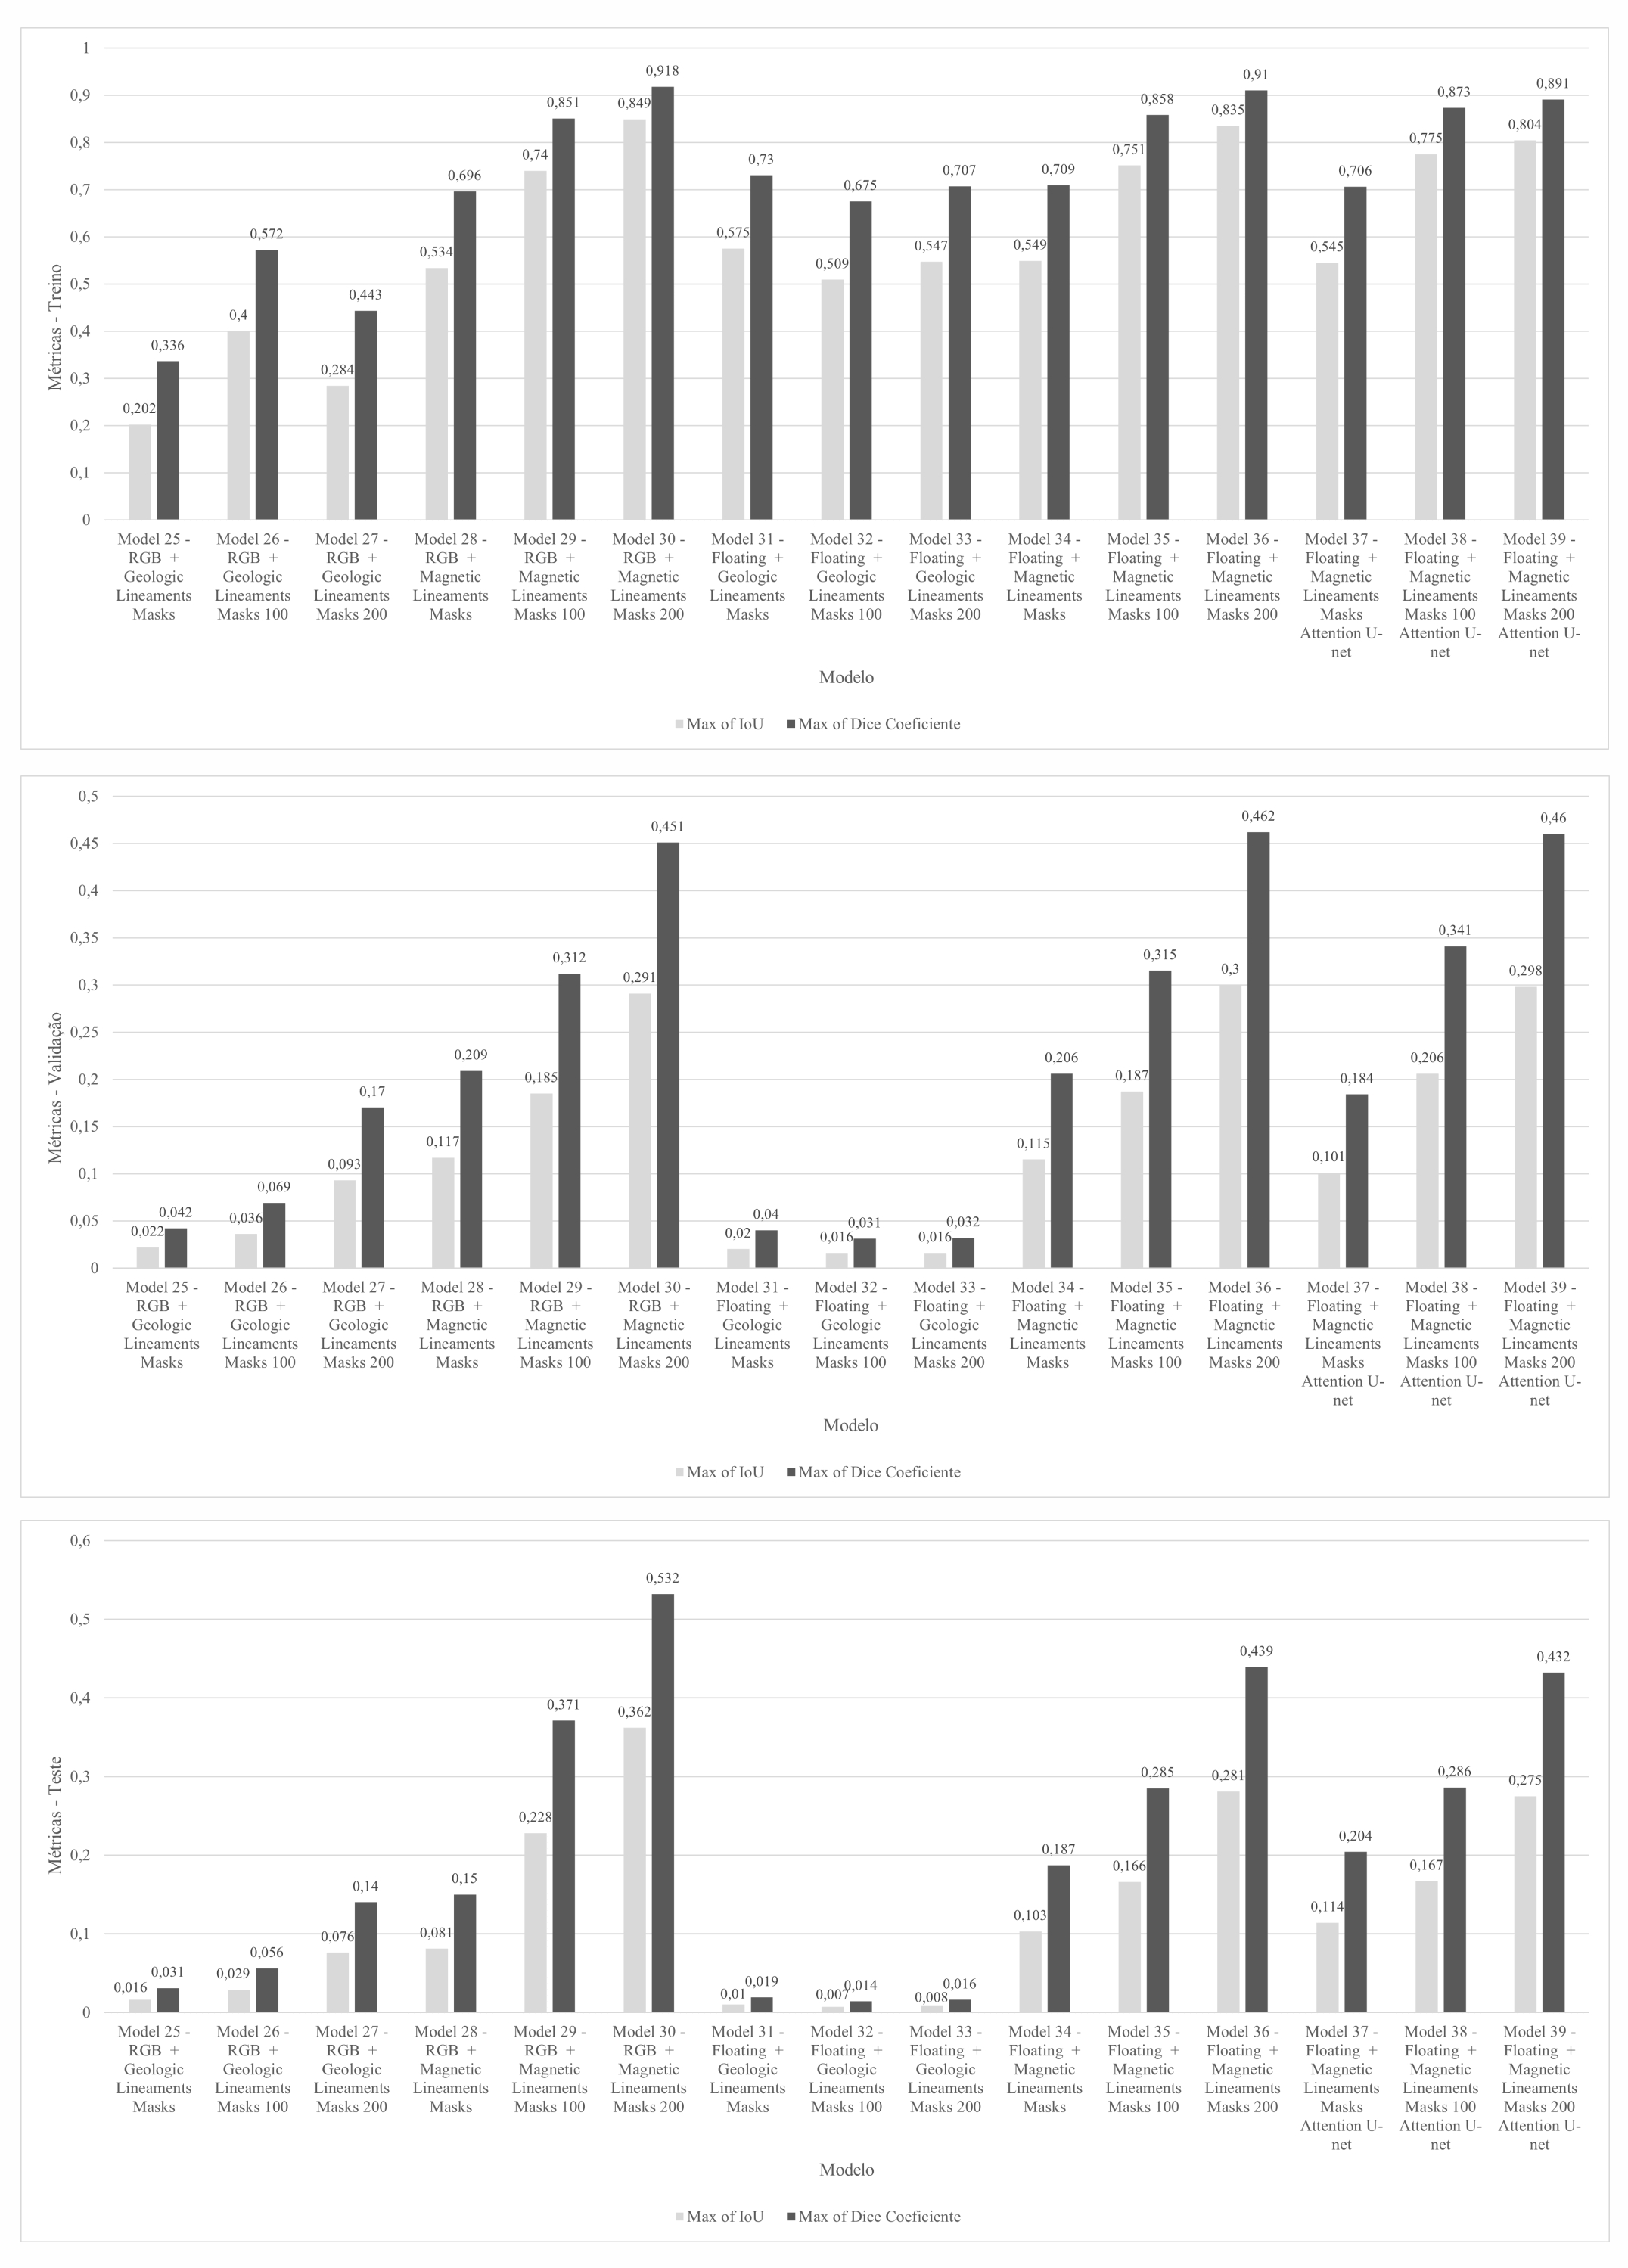 1
0,9
0,8
0,7
0,6
0,5
0,4
0,3
0,2
0,1
0
Métricas - Treino
0,202
0,336
0,4
0,572
0,284
0,443
0,534
0,696
0,74
0,851
0,849
0,918
0,575
0,73
0,509
0,675
0,547
0,707
0,549
0,709
0,751
0,858
0,835
0,91
0,545
0,706
0,775
0,873
0,804
0,891
Model 25 -
RGB +
Geologic
Lineaments
Masks
Model 26 -
RGB +
Geologic
Lineaments
Masks 100
Model 27 -
RGB +
Geologic
Lineaments
Masks 200
Model 28 -
RGB +
Magnetic
Lineaments
Masks
Model 29 -
RGB +
Magnetic
Lineaments
Masks 100
Model 30 -
RGB +
Magnetic
Lineaments
Masks 200
Model 31 -
Floating +
Geologic
Lineaments
Masks
Model 32 -
Floating +
Geologic
Lineaments
Masks 100
Model 33 -
Floating +
Geologic
Lineaments
Masks 200
Model 34 -
Floating +
Magnetic
Lineaments
Masks
Model 35 -
Floating +
Magnetic
Lineaments
Masks 100
Model 36 -
Floating +
Magnetic
Lineaments
Masks 200
Model 37 -
Floating +
Magnetic
Lineaments
Masks
Attention U-
net
Model 38 -
Floating +
Magnetic
Lineaments
Masks 100
Attention U-
net
Model 39 -
Floating +
Magnetic
Lineaments
Masks 200
Attention U-
net
Modelo
Max of IoU
Max of Dice Coeficiente
0,5
0,45
0,4
0,35
0,3
0,25
0,2
0,15
0,1
0,05
0
Métricas - Validação
0,022
0,042
0,036
0,069
0,093
0,17
0,117
0,209
0,185
0,312
0,291
0,451
0,02
0,04
0,016
0,031
0,016
0,032
0,115
0,206
0,187
0,315
0,3
0,462
0,101
0,184
0,206
0,341
0,298
0,46
Model 25 -
RGB +
Geologic
Lineaments
Masks
Model 26 -
RGB +
Geologic
Lineaments
Masks 100
Model 27 -
RGB +
Geologic
Lineaments
Masks 200
Model 28 -
RGB +
Magnetic
Lineaments
Masks
Model 29 -
RGB +
Magnetic
Lineaments
Masks 100
Model 30 -
RGB +
Magnetic
Lineaments
Masks 200
Model 31 -
Floating +
Geologic
Lineaments
Masks
Model 32 -
Floating +
Geologic
Lineaments
Masks 100
Model 33 -
Floating +
Geologic
Lineaments
Masks 200
Model 34 -
Floating +
Magnetic
Lineaments
Masks
Model 35 -
Floating +
Magnetic
Lineaments
Masks 100
Model 36 -
Floating +
Magnetic
Lineaments
Masks 200
Model 37 -
Floating +
Magnetic
Lineaments
Masks
Attention U-
net
Model 38 -
Floating +
Magnetic
Lineaments
Masks 100
Attention U-
net
Model 39 -
Floating +
Magnetic
Lineaments
Masks 200
Attention U-
net
Modelo
Max of IoU
Max of Dice Coeficiente
0,6
0,5
0,4
0,3
0,2
0,1
0
Métricas - Teste
0,016
0,031
0,029
0,056
0,076
0,14
0,081
0,15
0,228
0,371
0,362
0,532
0,01
0,019
0,007
0,014
0,008
0,016
0,103
0,187
0,166
0,285
0,281
0,439
0,114
0,204
0,167
0,286
0,275
0,432
Model 25 -
RGB +
Geologic
Lineaments
Masks
Model 26 -
RGB +
Geologic
Lineaments
Masks 100
Model 27 -
RGB +
Geologic
Lineaments
Masks 200
Model 28 -
RGB +
Magnetic
Lineaments
Masks
Model 29 -
RGB +
Magnetic
Lineaments
Masks 100
Model 30 -
RGB +
Magnetic
Lineaments
Masks 200
Model 31 -
Floating +
Geologic
Lineaments
Masks
Model 32 -
Floating +
Geologic
Lineaments
Masks 100
Model 33 -
Floating +
Geologic
Lineaments
Masks 200
Model 34 -
Floating +
Magnetic
Lineaments
Masks
Model 35 -
Floating +
Magnetic
Lineaments
Masks 100
Model 36 -
Floating +
Magnetic
Lineaments
Masks 200
Model 37 -
Floating +
Magnetic
Lineaments
Masks
Attention U-
net
Model 38 -
Floating +
Magnetic
Lineaments
Masks 100
Attention U-
net
Model 39 -
Floating +
Magnetic
Lineaments
Masks 200
Attention U-
net
Modelo
Max of IoU
Max of Dice Coeficiente